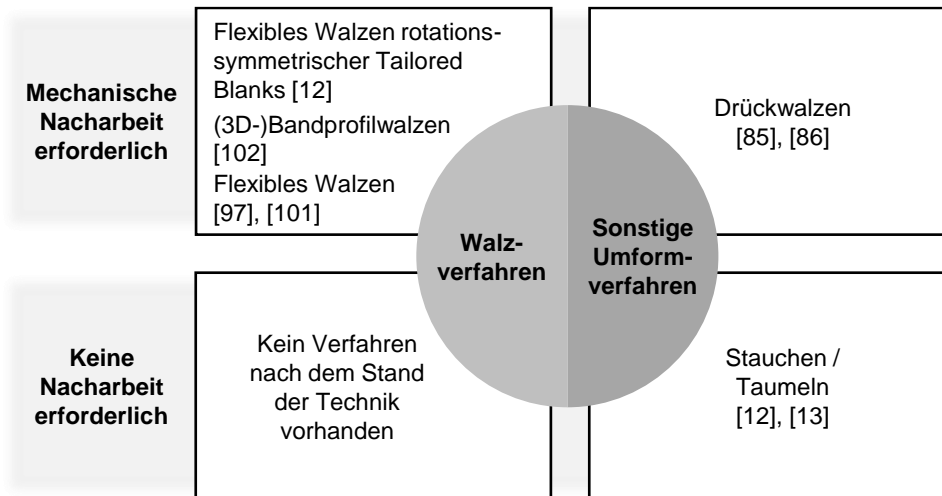 Mechanische
Nacharbeit
erforderlich
Flexibles Walzen rotations-
symmetrischer Tailored
Blanks [12]
(3D-)Bandprofilwalzen
[102]
Flexibles Walzen
[97], [101]
Drückwalzen
[85], [86]
Walz-
verfahren
Sonstige
Umform-
verfahren
Keine
Nacharbeit
erforderlich
Kein Verfahren
nach dem Stand
der Technik
vorhanden
Stauchen /
Taumeln
[12], [13]